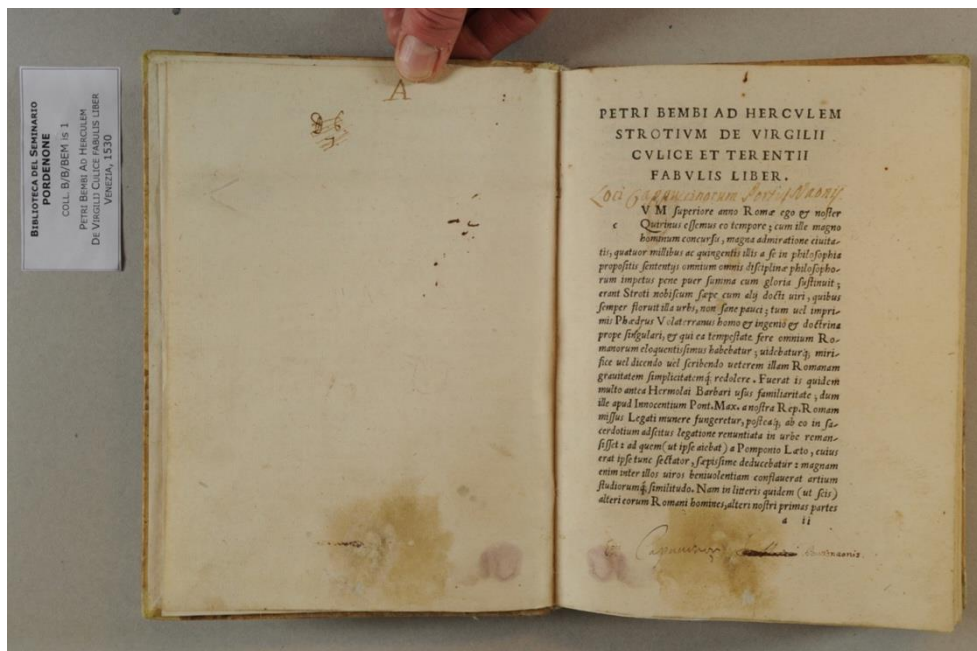 BIBLIOTECA DEL SEMINARIO
PORDENONE
COLL. B/B/BEM is 1
PETRI BEMBI AD HERCULEM
DE VIRGILIJ CULICE FABULIS LIBER
VENEZIA, 1530
A
PETRI BEMBI AD HERCVLEM
STROTIVM DE VIRGILII
CVLICE ET TERENTII
FABVLIS LIBER.
Loci Cappuccinorum Portus Naonis
VM superiore anno Romæ ego & noster
c Quirinus essemus eo tempore; cum ille magno
hominum concursu, magna admiratione ciuita-
tis, quatuor millibus ac quingentis illis a se in philosophia
propositis sententijs omnium omnis disciplinæ philosopho-
rum impetus pene puer summa cum gloria sustinuit;
erant Stroti nobiscum sæpe cum alij docti uiri, quibus
semper floruit illa urbs, non sane pauci; tum uel impri-
mis Phædrus Volaterranus homo & ingenio & doctrina
prope singulari, & qui ea tempestate fere omnium Ro-
manorum eloquentissimus habebatur; uidebaturq; miri-
fice uel dicendo uel scribendo ueterem illam Romanam
grauitatem simplicitatemq; redolere. Fuerat is quidem
multo antea Hermolai Barbari usus familiaritate; dum
ille apud Innocentium Pont. Max. a nostra Rep. Romam
missus Legati munere fungeretur, posteaq; ab eo in sa-
cerdotium adscitus legatione renuntiata in urbe reman-
sisset: ad quem (ut ipse aiebat) a Pomponio Læto, cuius
erat ipse tunc sectator, sæpissime deducebatur: magnam
enim inter illos uiros beniuolentiam conflauerat artium
studiorumq; similitudo. Nam in litteris quidem (ut scis)
alteri eorum Romani homines, alteri nostri primas partes
a ii